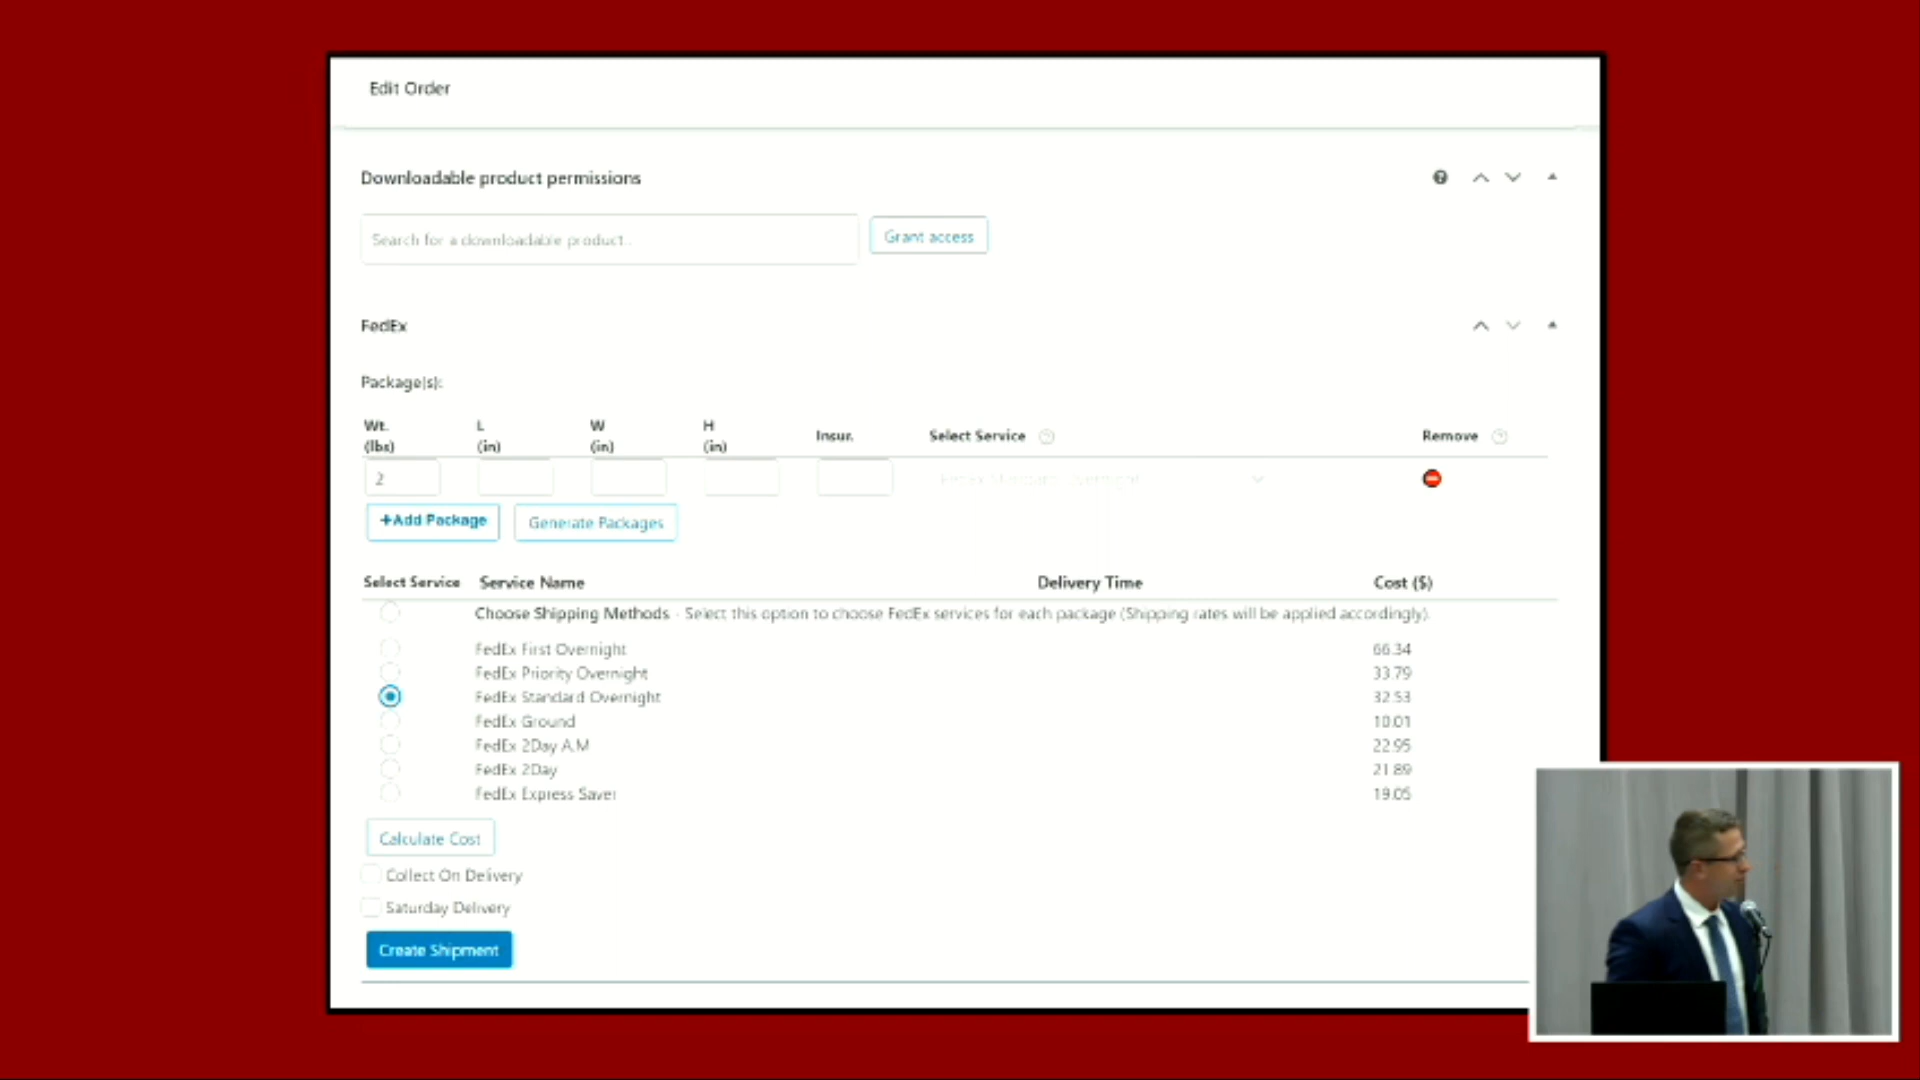 Edit Order
Downloadable product permissions
Search for a downloadable product..
Grant access
FedEx
Package(s):
Wt. (lbs) L (in) W (in) H (in) Insur. Select Service Remove
2 FedEx Standard Overnight
+Add Package Generate Packages
Select Service Service Name Delivery Time Cost ($)
Choose Shipping Methods - Select this option to choose FedEx services for each package (Shipping rates will be applied accordingly).
FedEx First Overnight 66.34
FedEx Priority Overnight 33.79
FedEx Standard Overnight 32.53
FedEx Ground 10.01
FedEx 2Day A.M 22.95
FedEx 2Day 21.89
FedEx Express Saver 19.05
Calculate Cost
Collect On Delivery
Saturday Delivery
Create Shipment